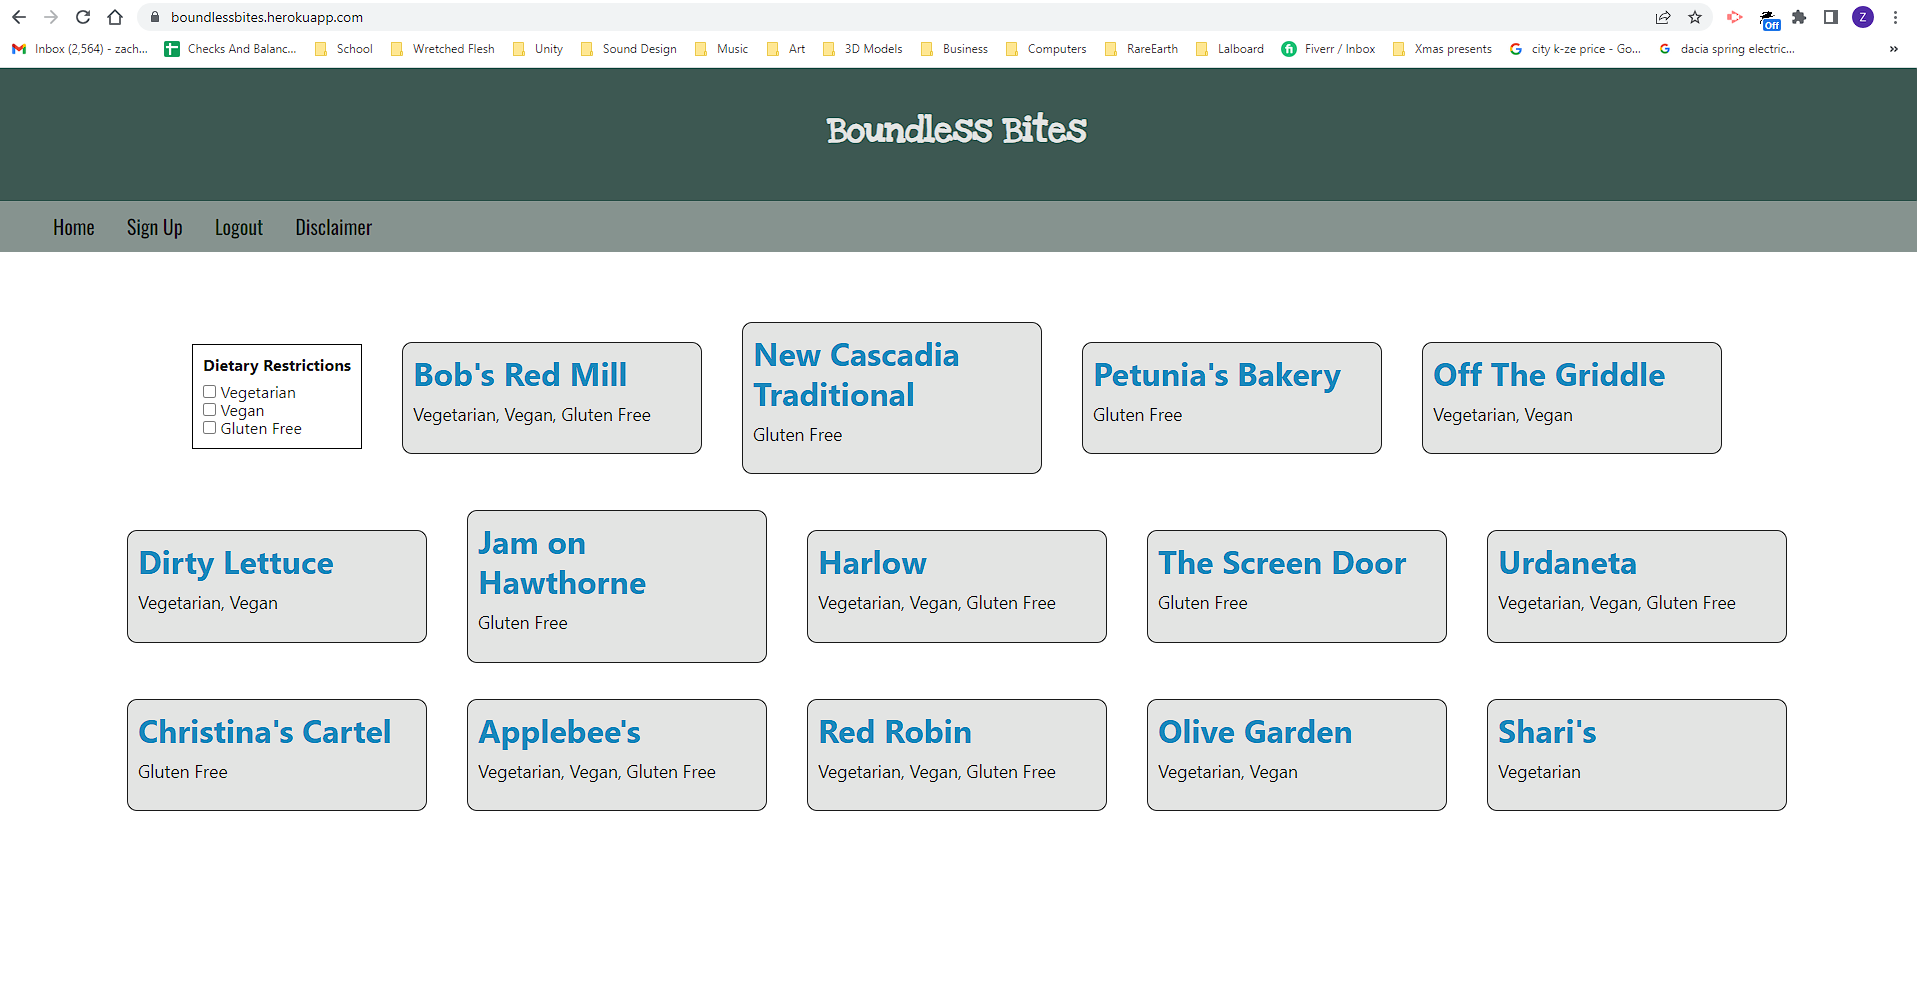 boundlessbites.herokuapp.com
Off
Z
Inbox (2,564) - zach...
Checks And Balanc...
School
Wretched Flesh
Unity
Sound Design
Music
Art
3D Models
Business
Computers
RareEarth
Lalboard
fi
Fiverr / Inbox
Xmas presents
city k-ze price - Go...
dacia spring electric...
»
Boundless Bites
Home
Sign Up
Logout
Disclaimer
Dietary Restrictions
Vegetarian
Vegan
Gluten Free
Bob's Red Mill
Vegetarian, Vegan, Gluten Free
New Cascadia
Traditional
Gluten Free
Petunia's Bakery
Gluten Free
Off The Griddle
Vegetarian, Vegan
Dirty Lettuce
Vegetarian, Vegan
Jam on
Hawthorne
Gluten Free
Harlow
Vegetarian, Vegan, Gluten Free
The Screen Door
Gluten Free
Urdaneta
Vegetarian, Vegan, Gluten Free
Christina's Cartel
Gluten Free
Applebee's
Vegetarian, Vegan, Gluten Free
Red Robin
Vegetarian, Vegan, Gluten Free
Olive Garden
Vegetarian, Vegan
Shari's
Vegetarian